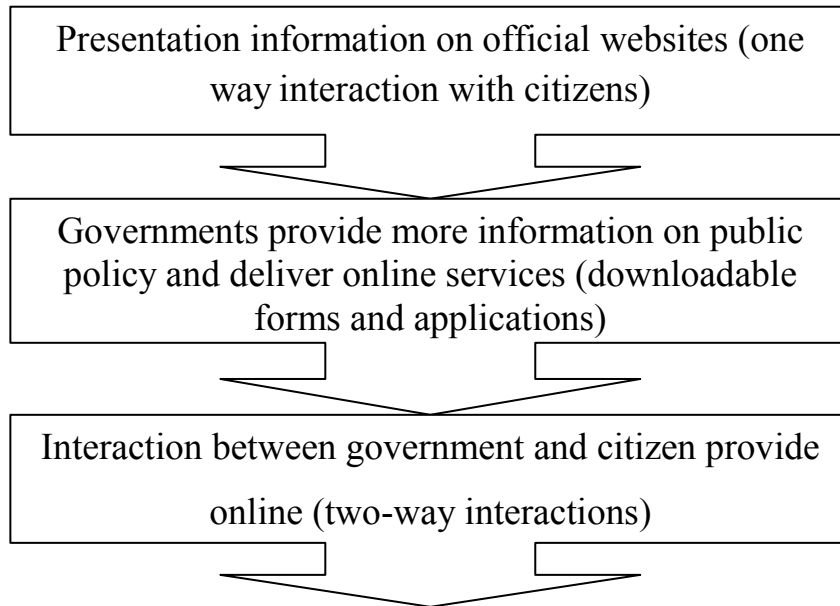 Presentation information on official websites (one
way interaction with citizens)
Governments provide more information on public
policy and deliver online services (downloadable
forms and applications)
Interaction between government and citizen provide
online (two-way interactions)